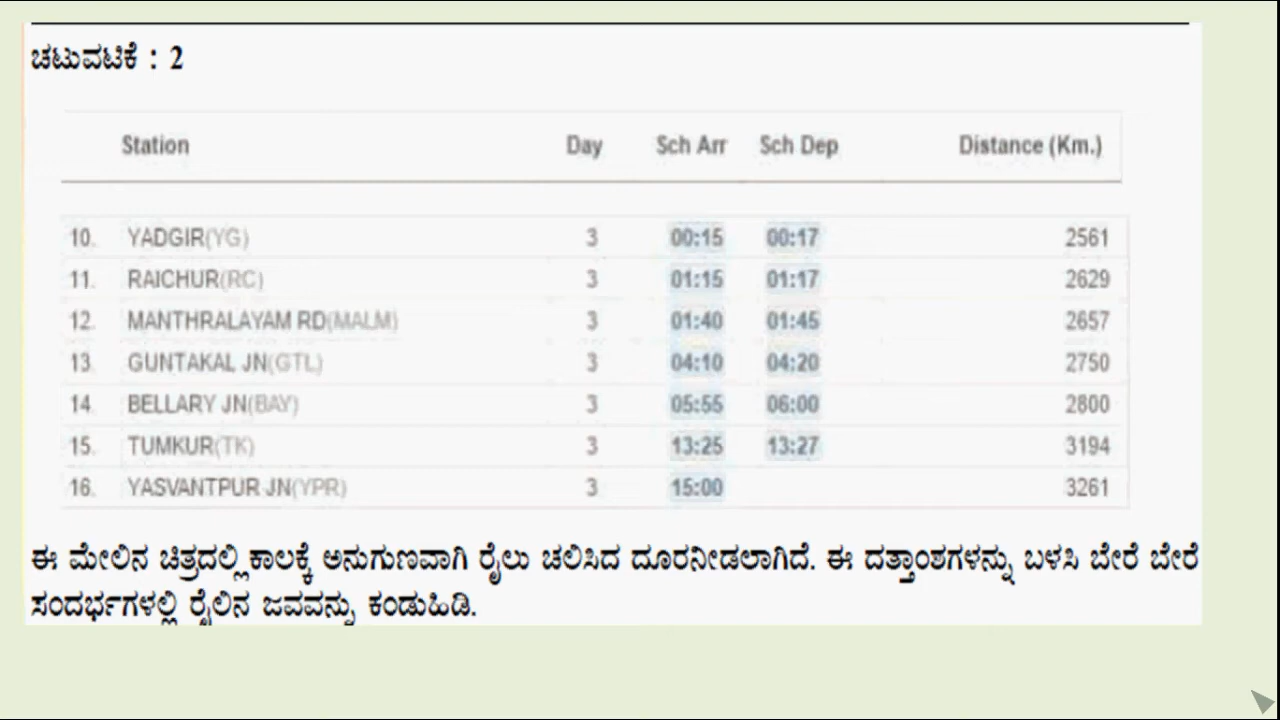 ಚಟುವಟಿಕೆ : 2
Station Day Sch Arr Sch Dep Distance (Km.)
10. YADGIR(YG) 3 00:15 00:17 2561
11. RAICHUR(RC) 3 01:15 01:17 2629
12. MANTHRALAYAM RD(MALM) 3 01:40 01:45 2657
13. GUNTAKAL JN(GTL) 3 04:10 04:20 2750
14. BELLARY JN(BAY) 3 05:55 06:00 2800
15. TUMKUR(TK) 3 13:25 13:27 3194
16. YASVANTPUR JN(YPR) 3 15:00 3261
ಈ ಮೇಲಿನ ಚಿತ್ರದಲ್ಲಿ ಕಾಲಕ್ಕೆ ಅನುಗುಣವಾಗಿ ರೈಲು ಚಲಿಸಿದ ದೂರನೀಡಲಾಗಿದೆ. ಈ ದತ್ತಾಂಶಗಳನ್ನು ಬಳಸಿ ಬೇರೆ ಬೇರೆ
ಸಂದರ್ಭಗಳಲ್ಲಿ ರೈಲಿನ ಜವವನ್ನು ಕಂಡುಹಿಡಿ.